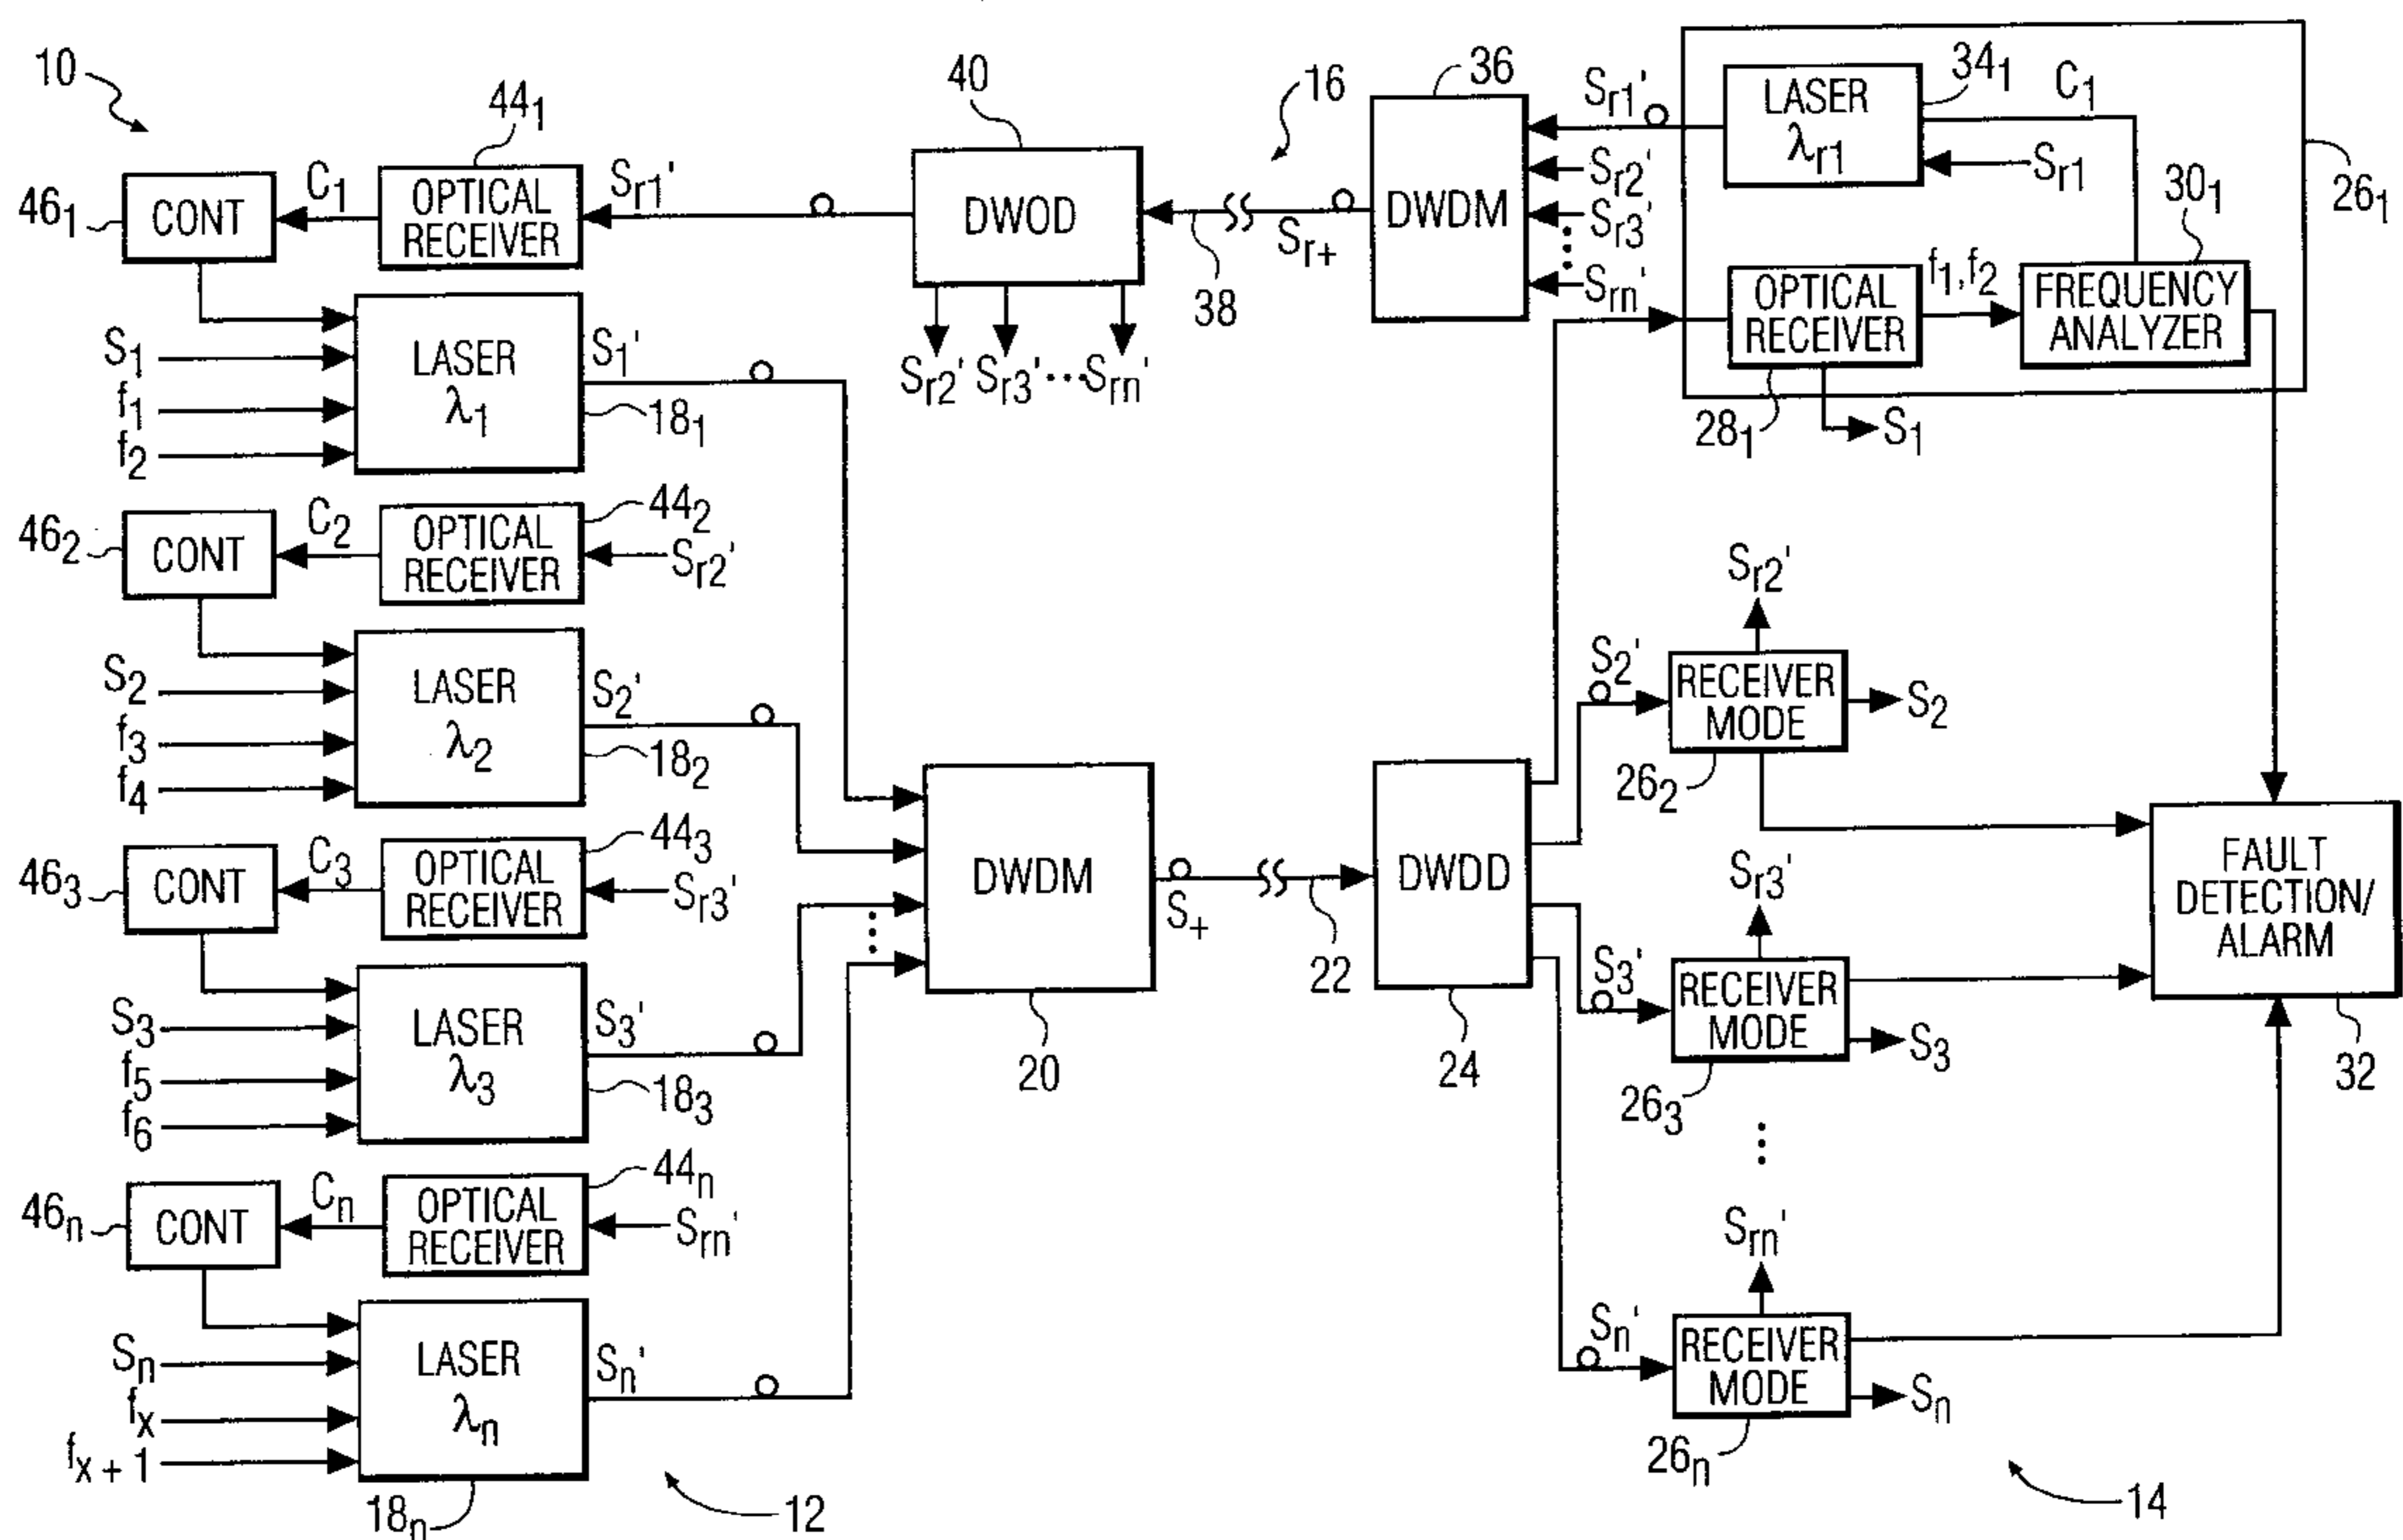 10
44₁
40
16
36
Sr1'
LASER
λr1
34₁
C₁
Sr1
30₁
26₁
46₁
CONT
C₁
OPTICAL
RECEIVER
Sr1'
DWOD
38
Sr+
DWDM
Sr2'
Sr3'
⋮
Srn'
OPTICAL
RECEIVER
f₁,f₂
FREQUENCY
ANALYZER
28₁
S₁
Sr2' Sr3'...Srn'
S₁
f₁
f₂
LASER
λ₁
S₁'
18₁
46₂
CONT
C₂
OPTICAL
RECEIVER
44₂
Sr2'
S₂
f₃
f₄
LASER
λ₂
S₂'
18₂
46₃
CONT
C₃
OPTICAL
RECEIVER
44₃
Sr3'
S₃
f₅
f₆
LASER
λ₃
S₃'
18₃
46n
CONT
Cn
OPTICAL
RECEIVER
44n
Srn'
Sn
fx
fx+1
LASER
λn
Sn'
18n
12
⋮
DWDM
20
S+
22
DWDD
24
Sr2'
S₂'
RECEIVER
MODE
S₂
26₂
Sr3'
S₃'
RECEIVER
MODE
S₃
26₃
⋮
Srn'
Sn'
RECEIVER
MODE
Sn
26n
FAULT
DETECTION/
ALARM
32
14